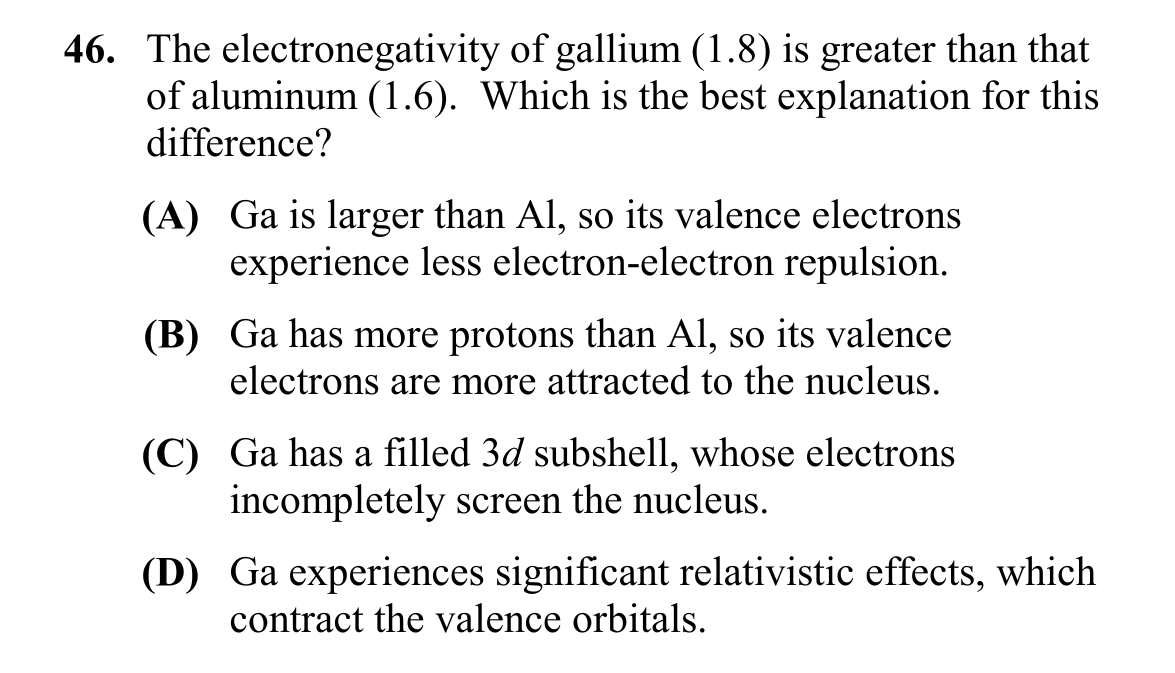 46. The electronegativity of gallium (1.8) is greater than that
of aluminum (1.6). Which is the best explanation for this
difference?
(A) Ga is larger than Al, so its valence electrons
experience less electron-electron repulsion.
(B) Ga has more protons than Al, so its valence
electrons are more attracted to the nucleus.
(C) Ga has a filled 3d subshell, whose electrons
incompletely screen the nucleus.
(D) Ga experiences significant relativistic effects, which
contract the valence orbitals.